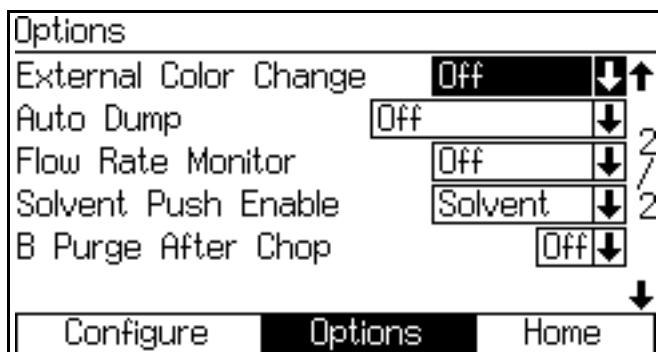 Options
External Color Change Off
Auto Dump Off
Flow Rate Monitor Off
Solvent Push Enable Solvent
B Purge After Chop Off
2/2
Configure Options Home